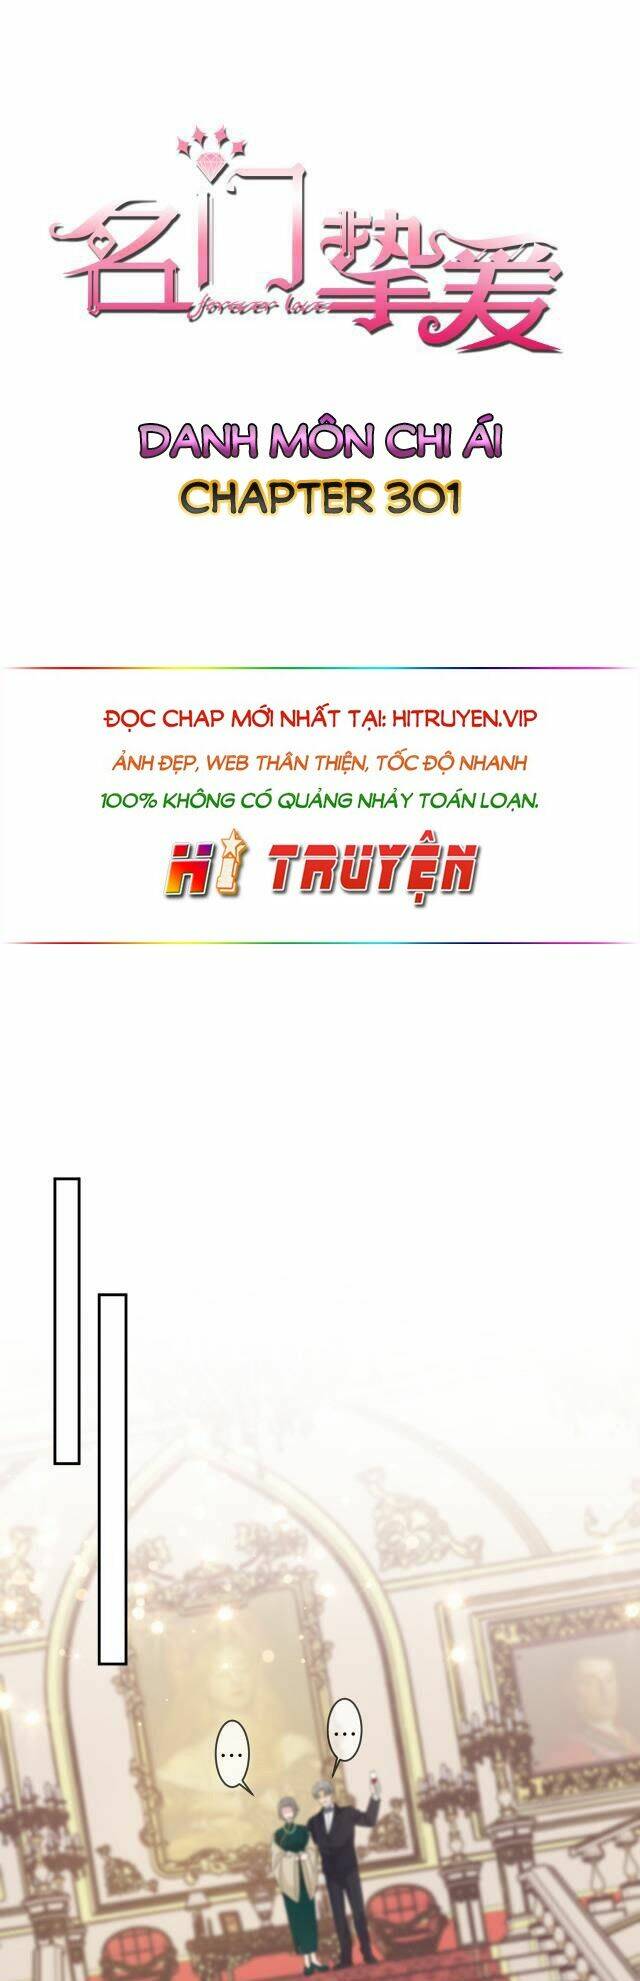 名门挚爱
forever love
DANH MÔN CHI ÁI
CHAPTER 301
ĐỌC CHAP MỚI NHẤT TẠI: HITRUYEN.VIP
ẢNH ĐẸP, WEB THÂN THIỆN, TỐC ĐỘ NHANH
100% KHÔNG CÓ QUẢNG NHẢY TOÁN LOẠN.
HI TRUYỆN
...
...